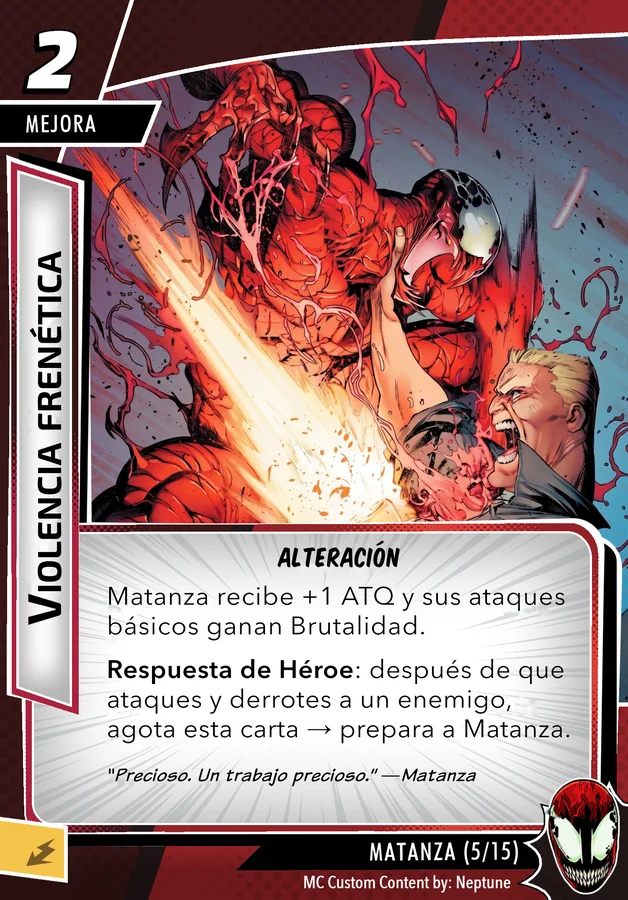 2
MEJORA
VIOLENCIA FRENÉTICA
ALTERACIÓN
Matanza recibe +1 ATQ y sus ataques
básicos ganan Brutalidad.
Respuesta de Héroe: después de que
ataques y derrotes a un enemigo,
agota esta carta → prepara a Matanza.
"Precioso. Un trabajo precioso." —Matanza
MATANZA (5/15)
MC Custom Content by: Neptune